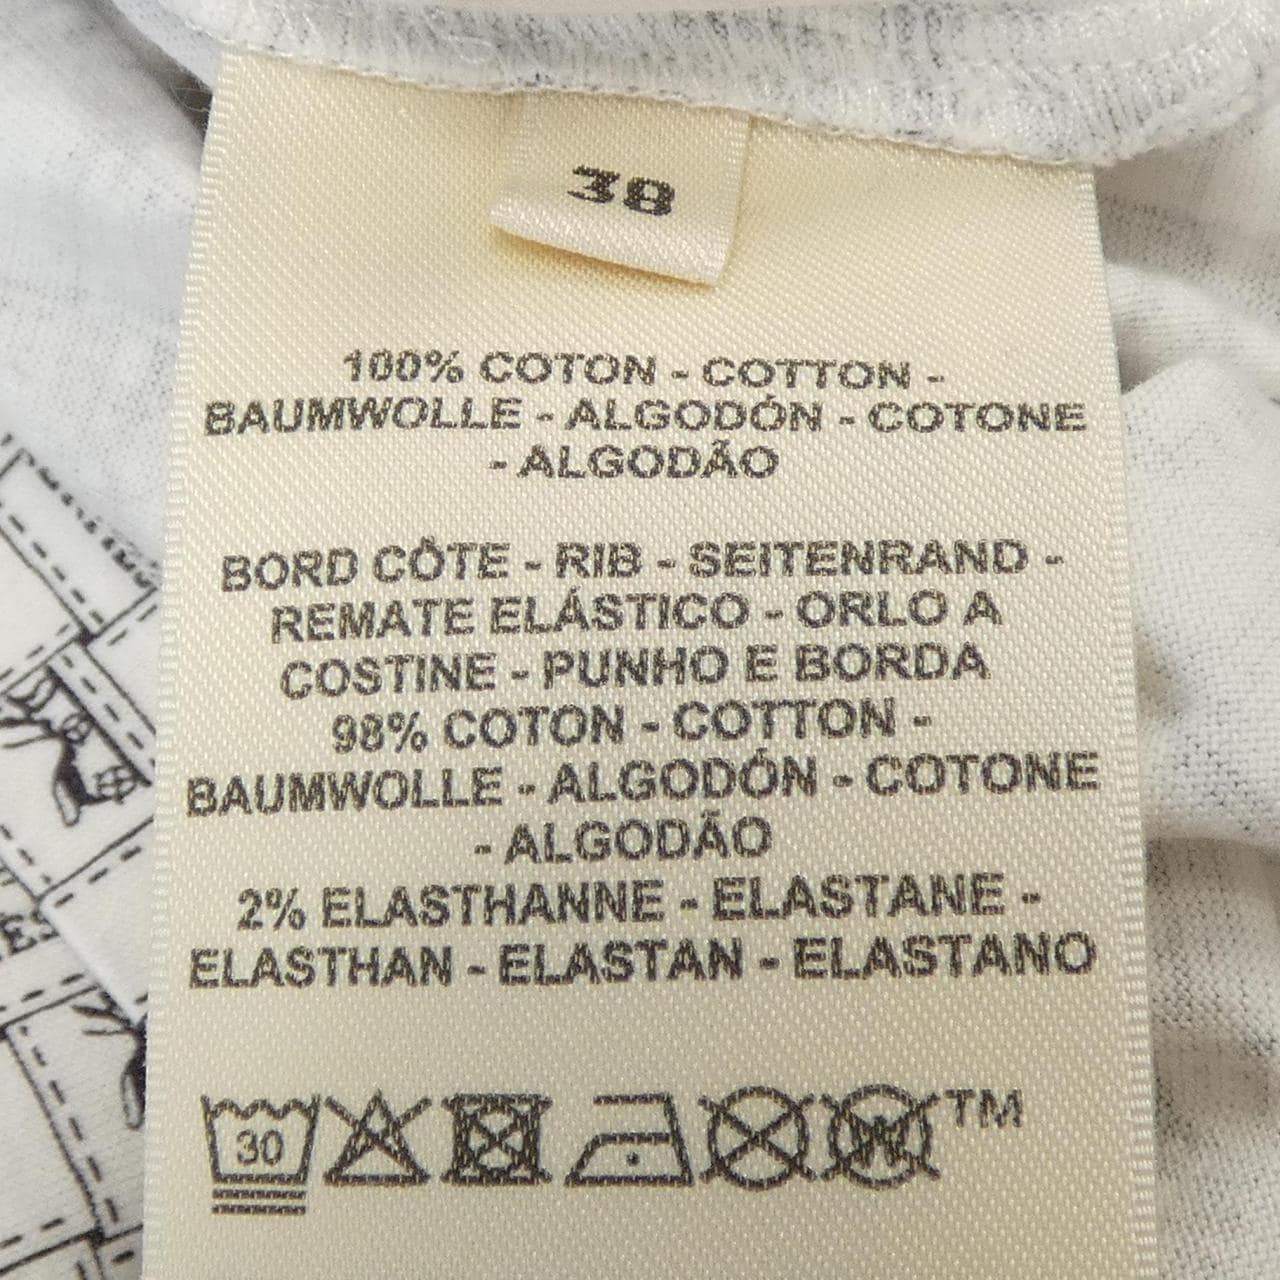 38
100% COTON - COTTON -
BAUMWOLLE - ALGODÓN - COTONE
- ALGODÃO
BORD CÔTE - RIB - SEITENRAND -
REMATE ELÁSTICO - ORLO A
COSTINE - PUNHO E BORDA
98% COTON - COTTON -
BAUMWOLLE - ALGODÓN - COTONE
- ALGODÃO
2% ELASTHANNE - ELASTANE -
ELASTHAN - ELASTAN - ELASTANO
30 W TM